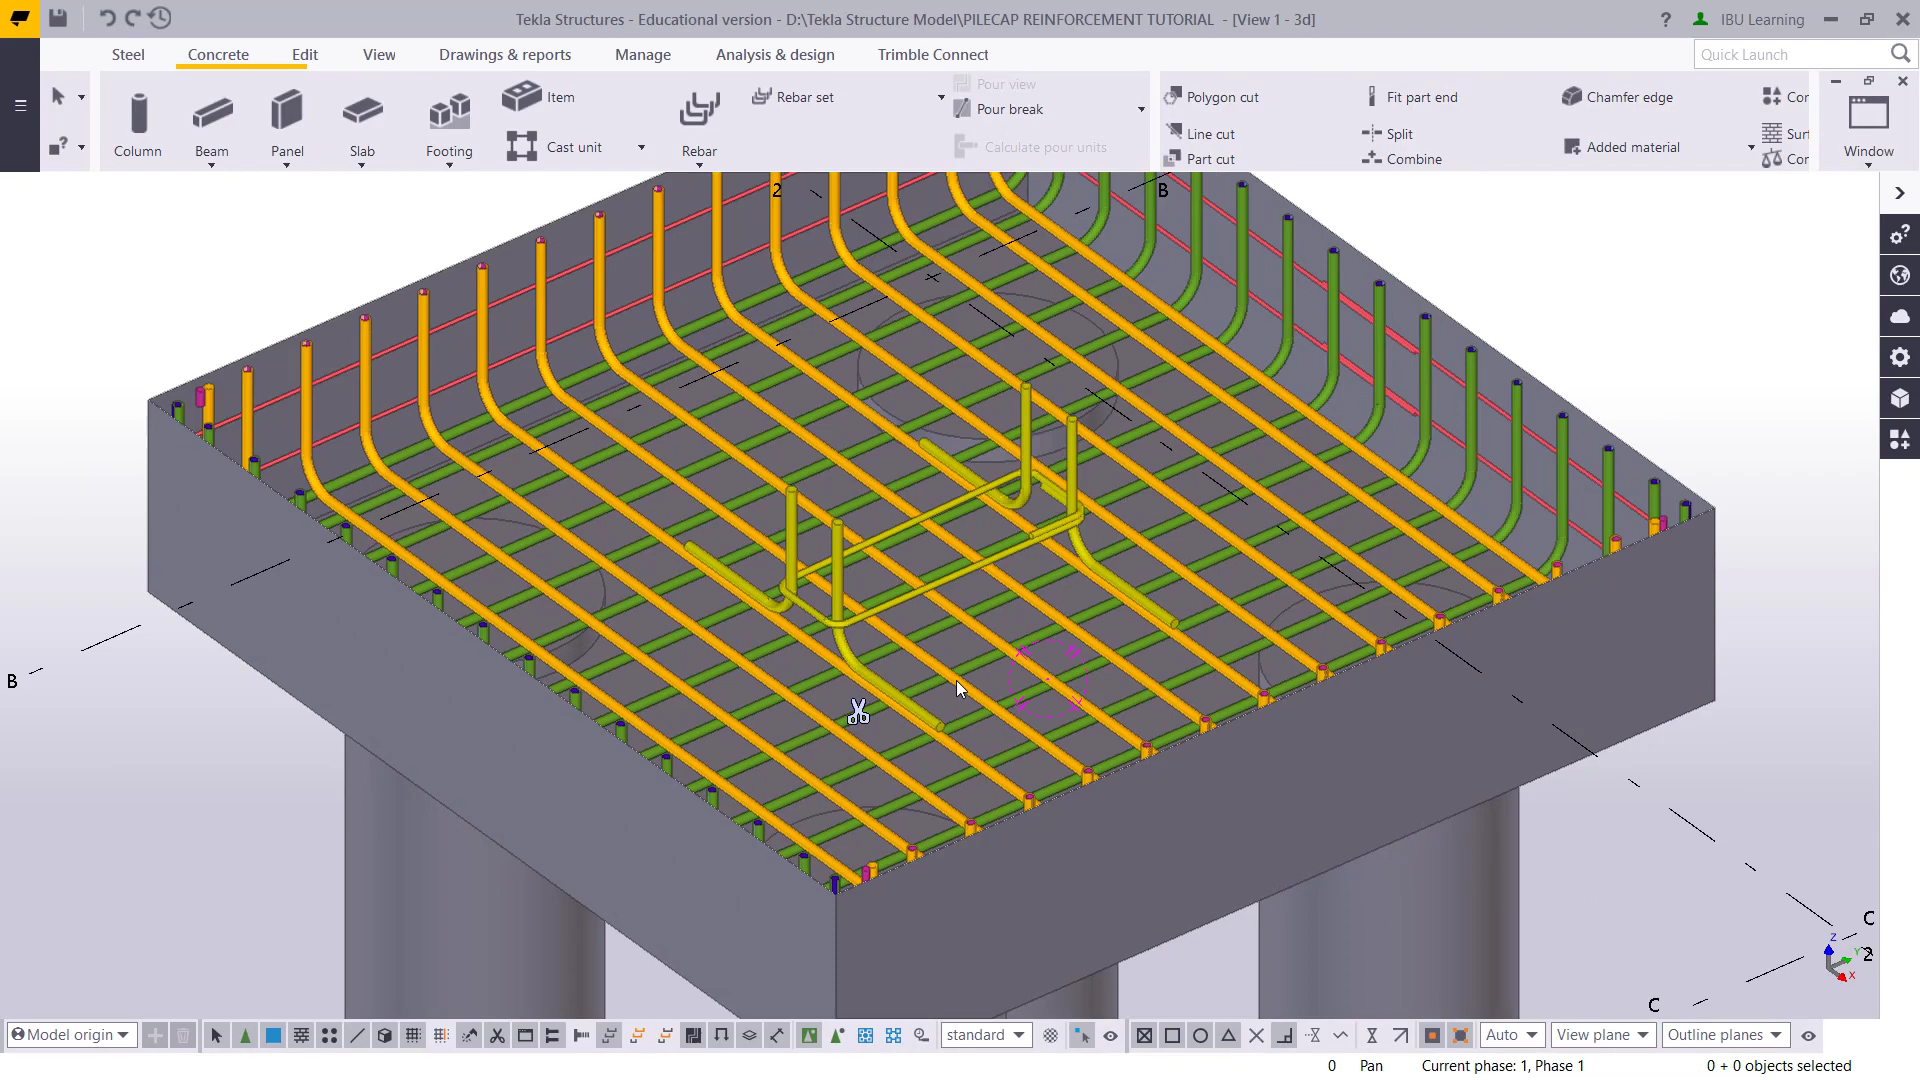 Tekla Structures - Educational version - D:\Tekla Structure Model\PILECAP REINFORCEMENT TUTORIAL - [View 1 - 3d]
? IBU Learning
Steel Concrete Edit View Drawings & reports Manage Analysis & design Trimble Connect Quick Launch
Pour view
Item Rebar set Pour break Polygon cut Fit part end Chamfer edge Cor
Line cut Split Surf
Column Beam Panel Slab Footing Cast unit Rebar Calculate pour units Part cut Combine Added material Cor Window
2 B
B
C
Z
Y
2
X
C
Model origin standard Auto View plane Outline planes
0 Pan Current phase: 1, Phase 1 0 + 0 objects selected